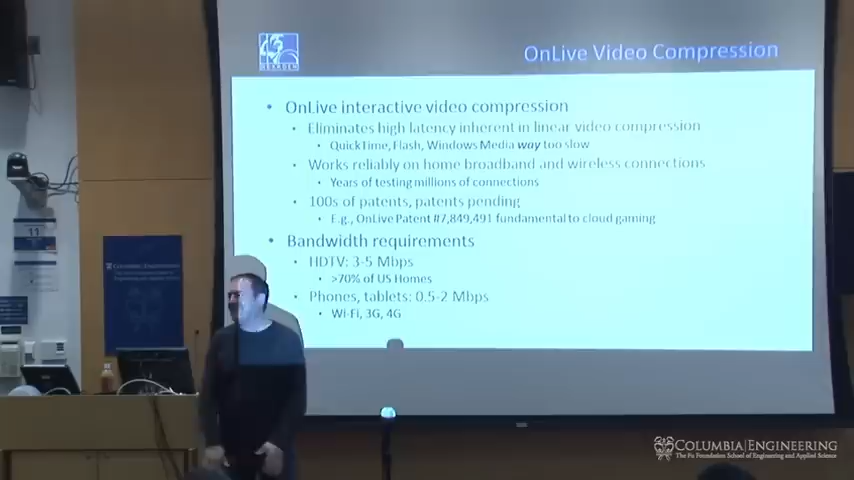 REARDEN
OnLive Video Compression
• OnLive interactive video compression
• Eliminates high latency inherent in linear video compression
• QuickTime, Flash, Windows Media way too slow
• Works reliably on home broadband and wireless connections
• Years of testing millions of connections
• 100s of patents, patents pending
• E.g., OnLive Patent #7,849,491 fundamental to cloud gaming
• Bandwidth requirements
• HDTV: 3-5 Mbps
• >70% of US Homes
• Phones, tablets: 0.5-2 Mbps
• Wi-Fi, 3G, 4G
11
COLUMBIA ENGINEERING
COLUMBIA ENGINEERING
The Fu Foundation School of Engineering and Applied Science